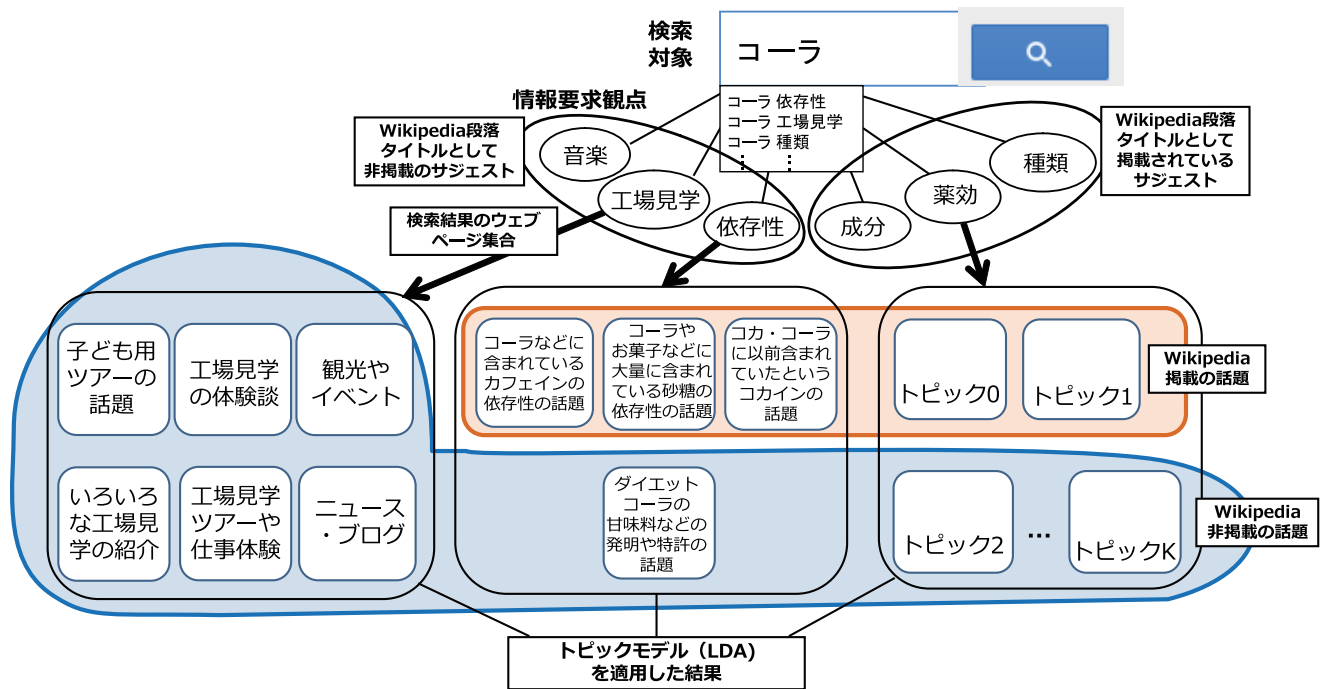 検索
対象
コーラ
コーラ 依存性
コーラ 工場見学
コーラ 種類
⋮ ⋮
情報要求観点
Wikipedia段落
タイトルとして
非掲載のサジェスト
音楽
工場見学
依存性
成分
薬効
種類
Wikipedia段落
タイトルとして
掲載されている
サジェスト
検索結果のウェブ
ページ集合
子ども用
ツアーの
話題
工場見学
の体験談
観光や
イベント
いろいろ
な工場見
学の紹介
工場見学
ツアーや
仕事体験
ニュース
・ブログ
コーラなどに
含まれている
カフェインの
依存性の話題
コーラや
お菓子などに
大量に含まれ
ている砂糖の
依存性の話題
コカ・コーラ
に以前含まれ
ていたという
コカインの
話題
ダイエット
コーラの
甘味料などの
発明や特許の
話題
トピック0
トピック1
Wikipedia
掲載の話題
トピック2
…
トピックK
Wikipedia
非掲載の話題
トピックモデル（LDA）
を適用した結果